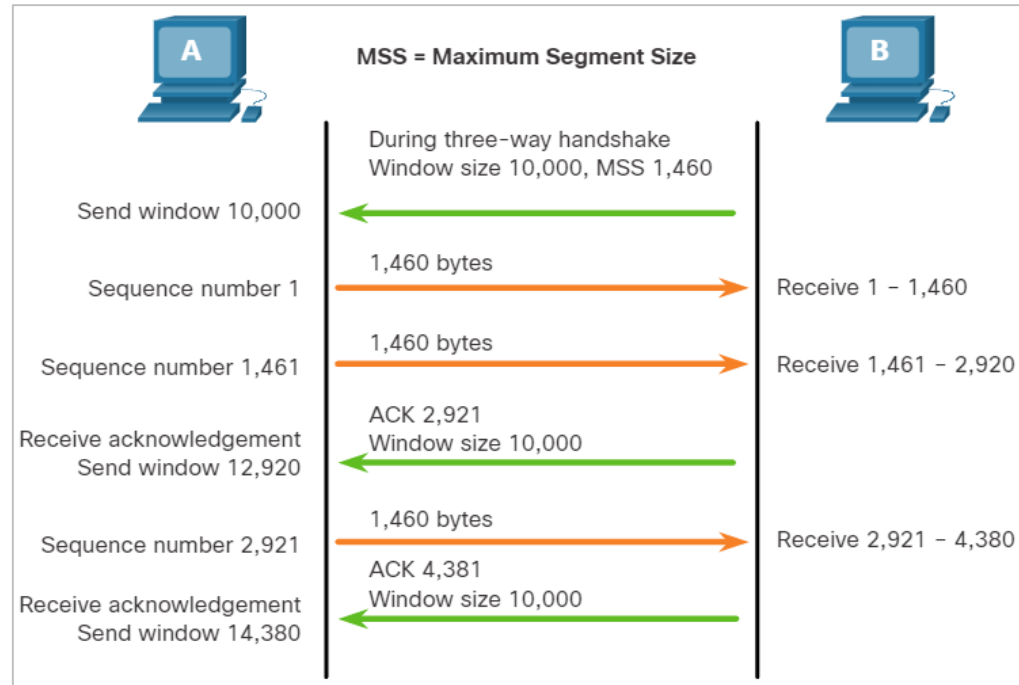 A
MSS = Maximum Segment Size
B
During three-way handshake
Window size 10,000, MSS 1,460
Send window 10,000
1,460 bytes
Sequence number 1
Receive 1 – 1,460
1,460 bytes
Sequence number 1,461
Receive 1,461 – 2,920
ACK 2,921
Window size 10,000
Receive acknowledgement
Send window 12,920
1,460 bytes
Sequence number 2,921
Receive 2,921 – 4,380
ACK 4,381
Window size 10,000
Receive acknowledgement
Send window 14,380